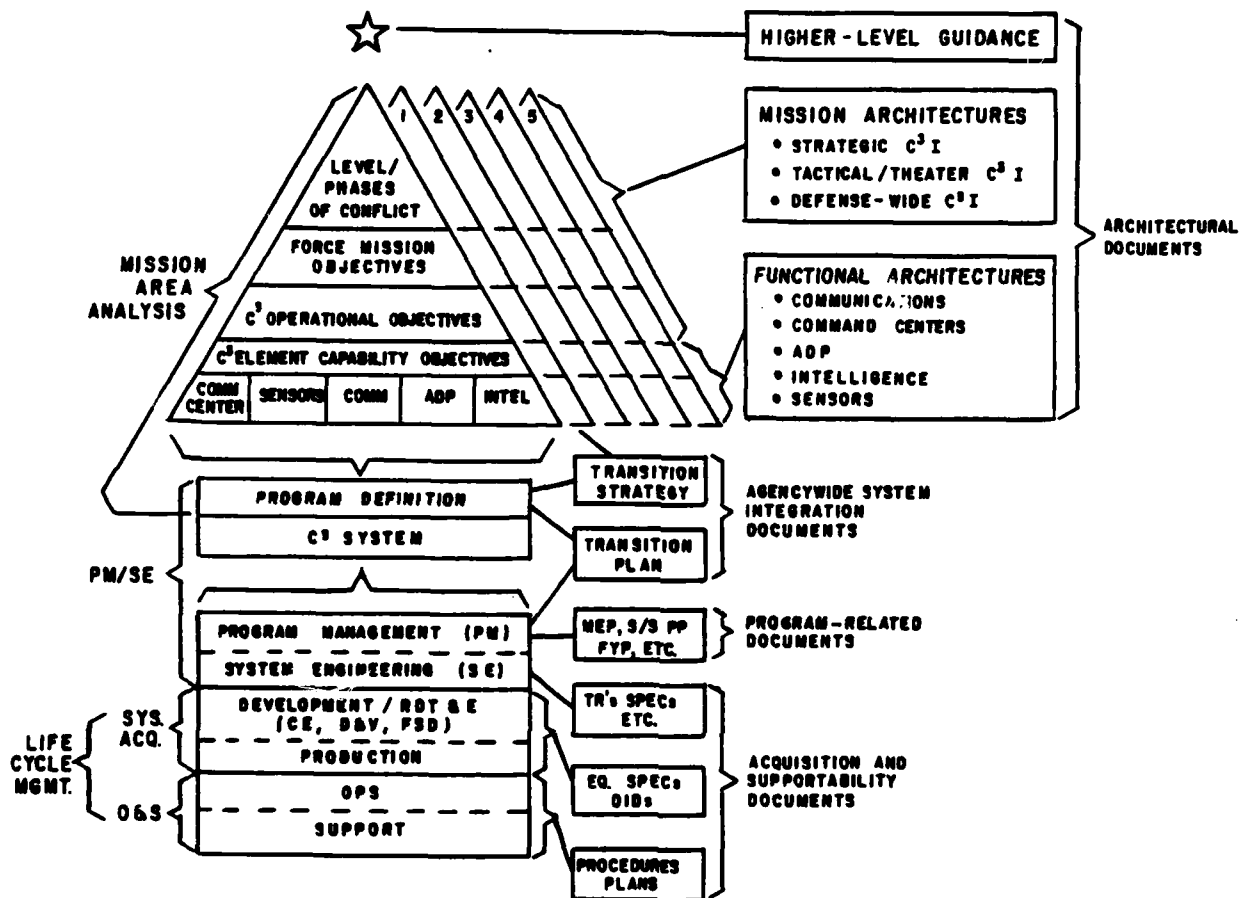 HIGHER-LEVEL GUIDANCE
1 2 3 4 5
LEVEL/
PHASES
OF CONFLICT
FORCE MISSION
OBJECTIVES
C³ OPERATIONAL OBJECTIVES
C³ ELEMENT CAPABILITY OBJECTIVES
COMM
CENTER
SENSORS
COMM
ADP
INTEL
MISSION
AREA
ANALYSIS
MISSION ARCHITECTURES
• STRATEGIC C³ I
• TACTICAL/THEATER C³ I
• DEFENSE-WIDE C³ I
FUNCTIONAL ARCHITECTURES
• COMMUNICATIONS
• COMMAND CENTERS
• ADP
• INTELLIGENCE
• SENSORS
ARCHITECTURAL
DOCUMENTS
PROGRAM DEFINITION
C³ SYSTEM
PM/SE
TRANSITION
STRATEGY
TRANSITION
PLAN
AGENCYWIDE SYSTEM
INTEGRATION
DOCUMENTS
PROGRAM MANAGEMENT (PM)
SYSTEM ENGINEERING (SE)
MEP, S/S PP
FYP, ETC.
PROGRAM-RELATED
DOCUMENTS
DEVELOPMENT / RDT & E
(CE, D&V, FSD)
PRODUCTION
OPS
SUPPORT
SYS.
ACQ.
O&S
LIFE
CYCLE
MGMT.
TR's SPECs
ETC.
EQ. SPECs
DIDs
PROCEDURES
PLANS
ACQUISITION AND
SUPPORTABILITY
DOCUMENTS